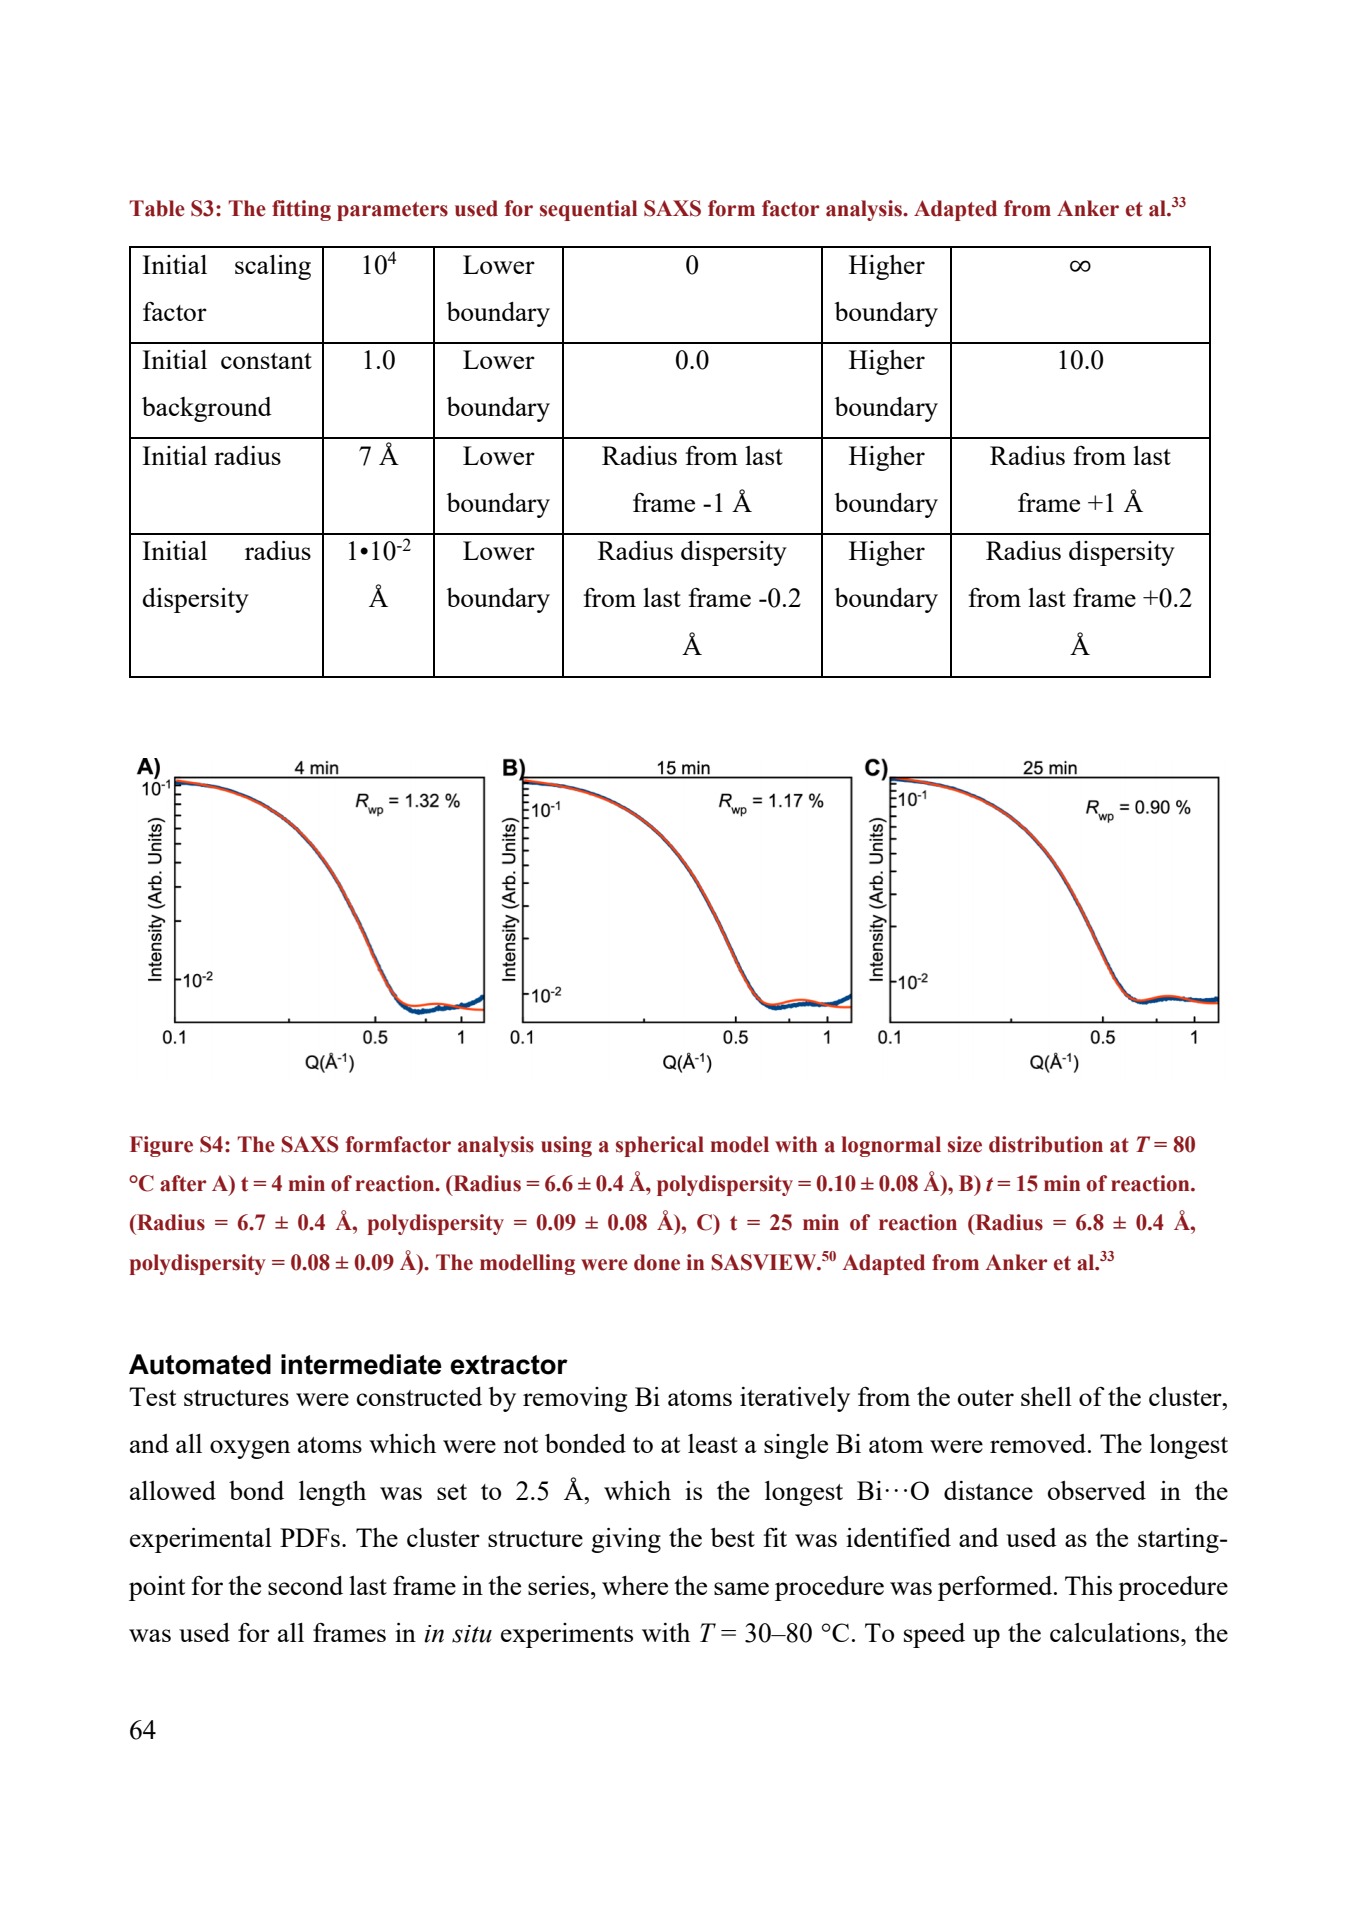 Table S3: The fitting parameters used for sequential SAXS form factor analysis. Adapted from Anker et al.³³
Initial scaling factor 10⁴ Lower boundary 0 Higher boundary ∞
Initial constant background 1.0 Lower boundary 0.0 Higher boundary 10.0
Initial radius 7 Å Lower boundary Radius from last frame -1 Å Higher boundary Radius from last frame +1 Å
Initial radius dispersity 1•10⁻² Å Lower boundary Radius dispersity from last frame -0.2 Å Higher boundary Radius dispersity from last frame +0.2 Å
A) 4 min
10⁻¹
R_wp = 1.32 %
Intensity (Arb. Units)
10⁻²
0.1 0.5 1
Q(Å⁻¹)
B) 15 min
10⁻¹
R_wp = 1.17 %
Intensity (Arb. Units)
10⁻²
0.1 0.5 1
Q(Å⁻¹)
C) 25 min
10⁻¹
R_wp = 0.90 %
Intensity (Arb. Units)
10⁻²
0.1 0.5 1
Q(Å⁻¹)
Figure S4: The SAXS formfactor analysis using a spherical model with a lognormal size distribution at T = 80
°C after A) t = 4 min of reaction. (Radius = 6.6 ± 0.4 Å, polydispersity = 0.10 ± 0.08 Å), B) t = 15 min of reaction.
(Radius = 6.7 ± 0.4 Å, polydispersity = 0.09 ± 0.08 Å), C) t = 25 min of reaction (Radius = 6.8 ± 0.4 Å,
polydispersity = 0.08 ± 0.09 Å). The modelling were done in SASVIEW.⁵⁰ Adapted from Anker et al.³³
Automated intermediate extractor
Test structures were constructed by removing Bi atoms iteratively from the outer shell of the cluster,
and all oxygen atoms which were not bonded to at least a single Bi atom were removed. The longest
allowed bond length was set to 2.5 Å, which is the longest Bi⋯O distance observed in the
experimental PDFs. The cluster structure giving the best fit was identified and used as the starting-
point for the second last frame in the series, where the same procedure was performed. This procedure
was used for all frames in in situ experiments with T = 30–80 °C. To speed up the calculations, the
64